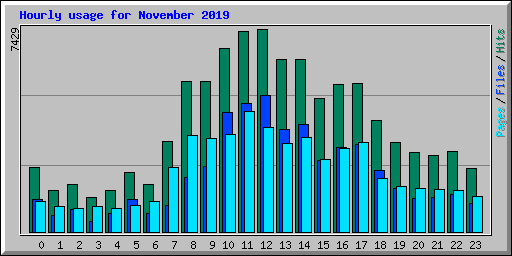 Hourly usage for November 2019
7429
Pages/Files/Hits
0 1 2 3 4 5 6 7 8 9 10 11 12 13 14 15 16 17 18 19 20 21 22 23